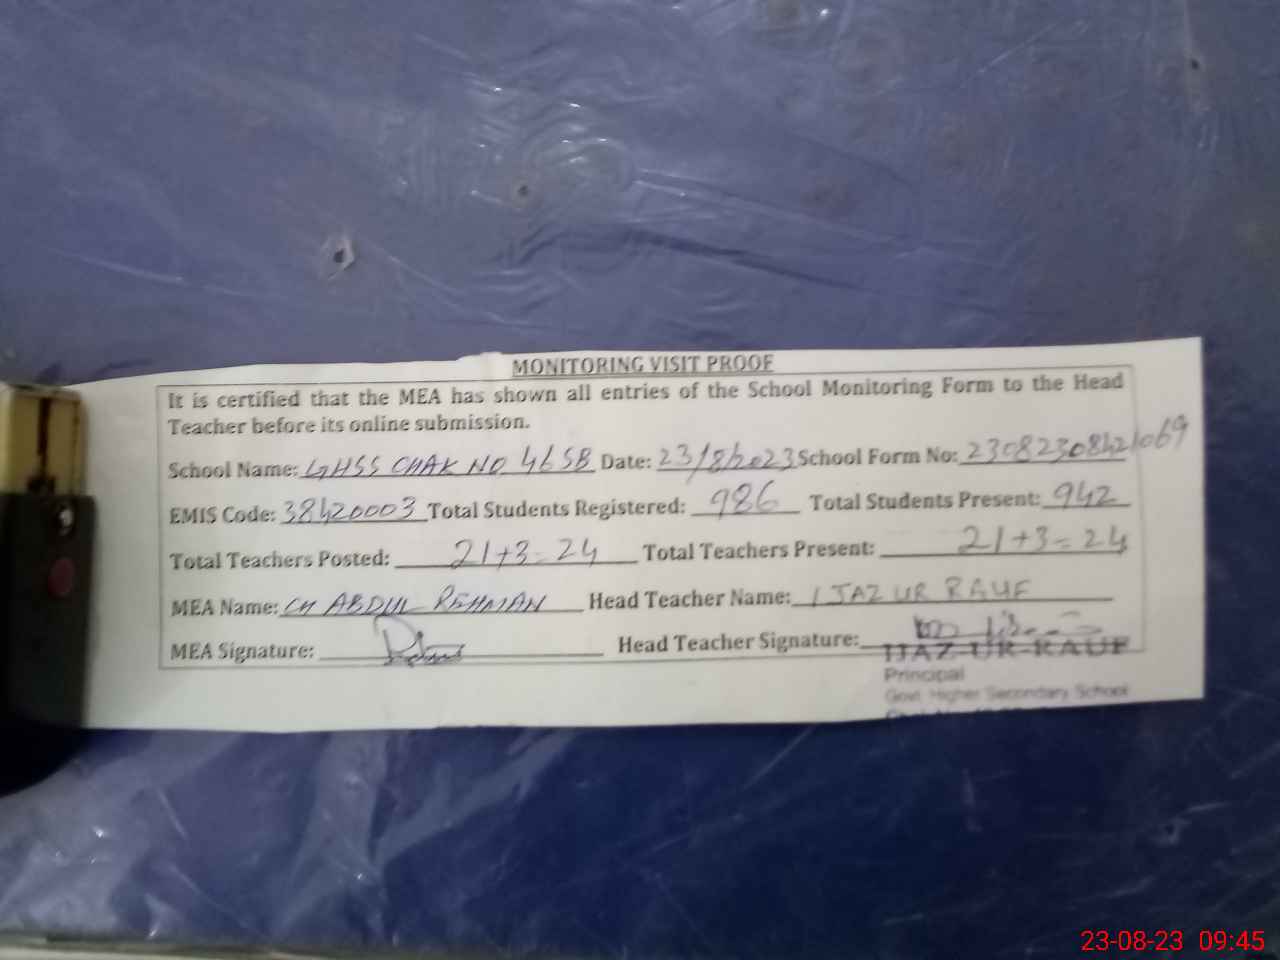 MONITORING VISIT PROOF
It is certified that the MEA has shown all entries of the School Monitoring Form to the Head
Teacher before its online submission.
School Name: GHSS CHAK NO 46SB Date: 23/8/2023 School Form No: 23082308421069
EMIS Code: 38420003 Total Students Registered: 986 Total Students Present: 942
Total Teachers Posted: 21+3=24 Total Teachers Present: 21+3=24
MEA Name: CH ABDUL REHMAN Head Teacher Name: IJAZ UR RAUF
MEA Signature: Head Teacher Signature:
IJAZ-UR-RAUF
Principal
Govt. Higher Secondary School
23-08-23 09:45